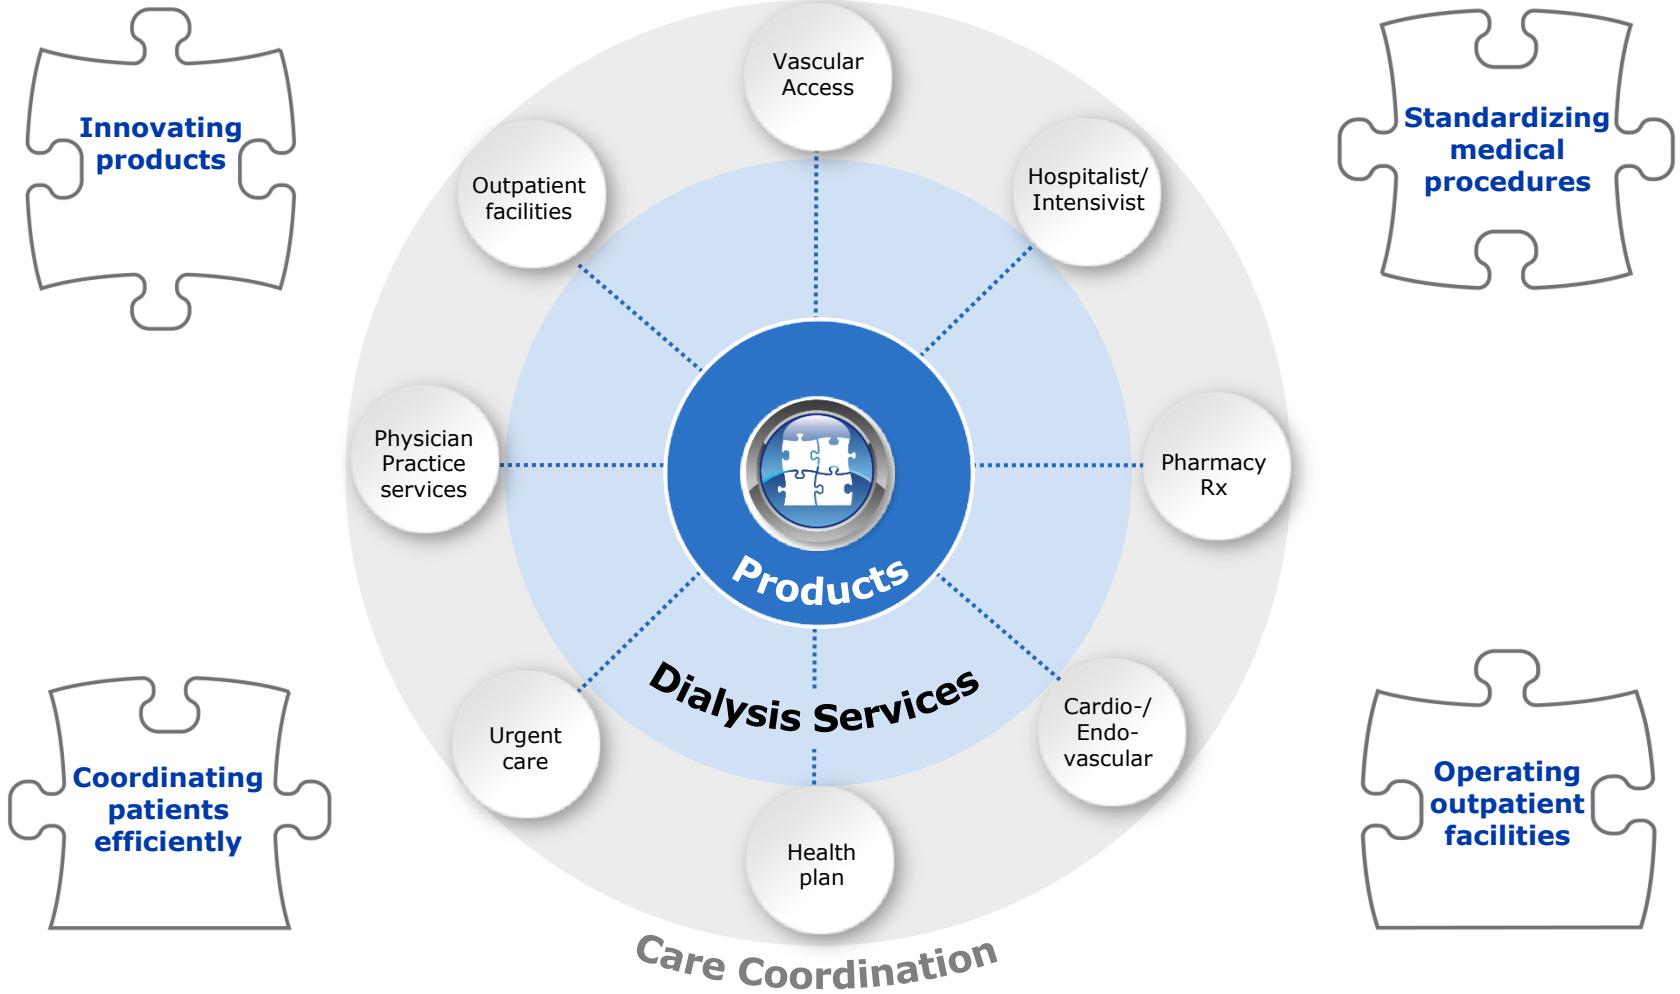 Innovating
products
Vascular
Access
Standardizing
medical
procedures
Outpatient
facilities
Hospitalist/
Intensivist
Physician
Practice
services
Pharmacy
Rx
Products
Dialysis Services
Urgent
care
Cardio-/
Endo-
vascular
Coordinating
patients
efficiently
Health
plan
Operating
outpatient
facilities
Care Coordination